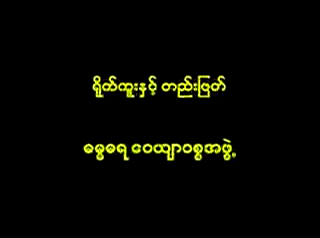 ရိုက်ကူးနှင့် တည်းဖြတ်
ဓမ္မရေ ဝေယျာဝစ္စအဖွဲ့